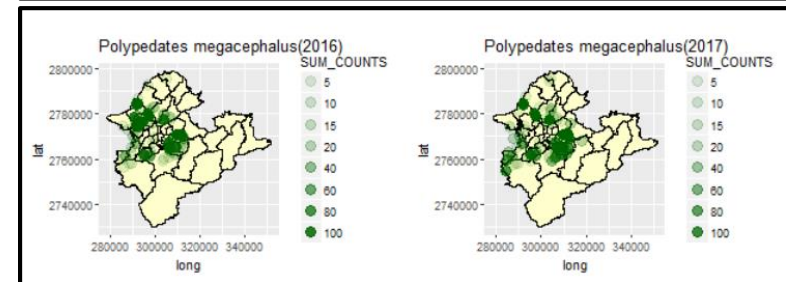 Polypedates megacephalus(2016)
SUM_COUNTS
5
10
15
20
40
60
80
100
2800000
2780000
2760000
2740000
lat
280000 300000 320000 340000
long
Polypedates megacephalus(2017)
SUM_COUNTS
5
10
15
20
40
60
80
100
2800000
2780000
2760000
2740000
lat
280000 300000 320000 340000
long